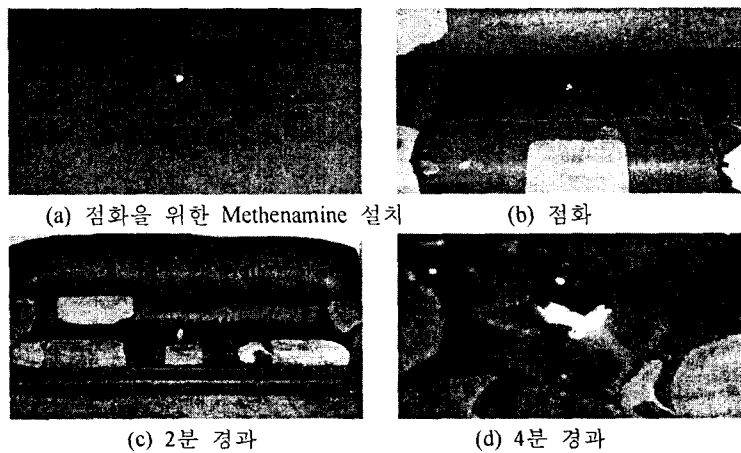 (a) 점화을 위한 Methenamine 설치 (b) 점화
(c) 2분 경과 (d) 4분 경과